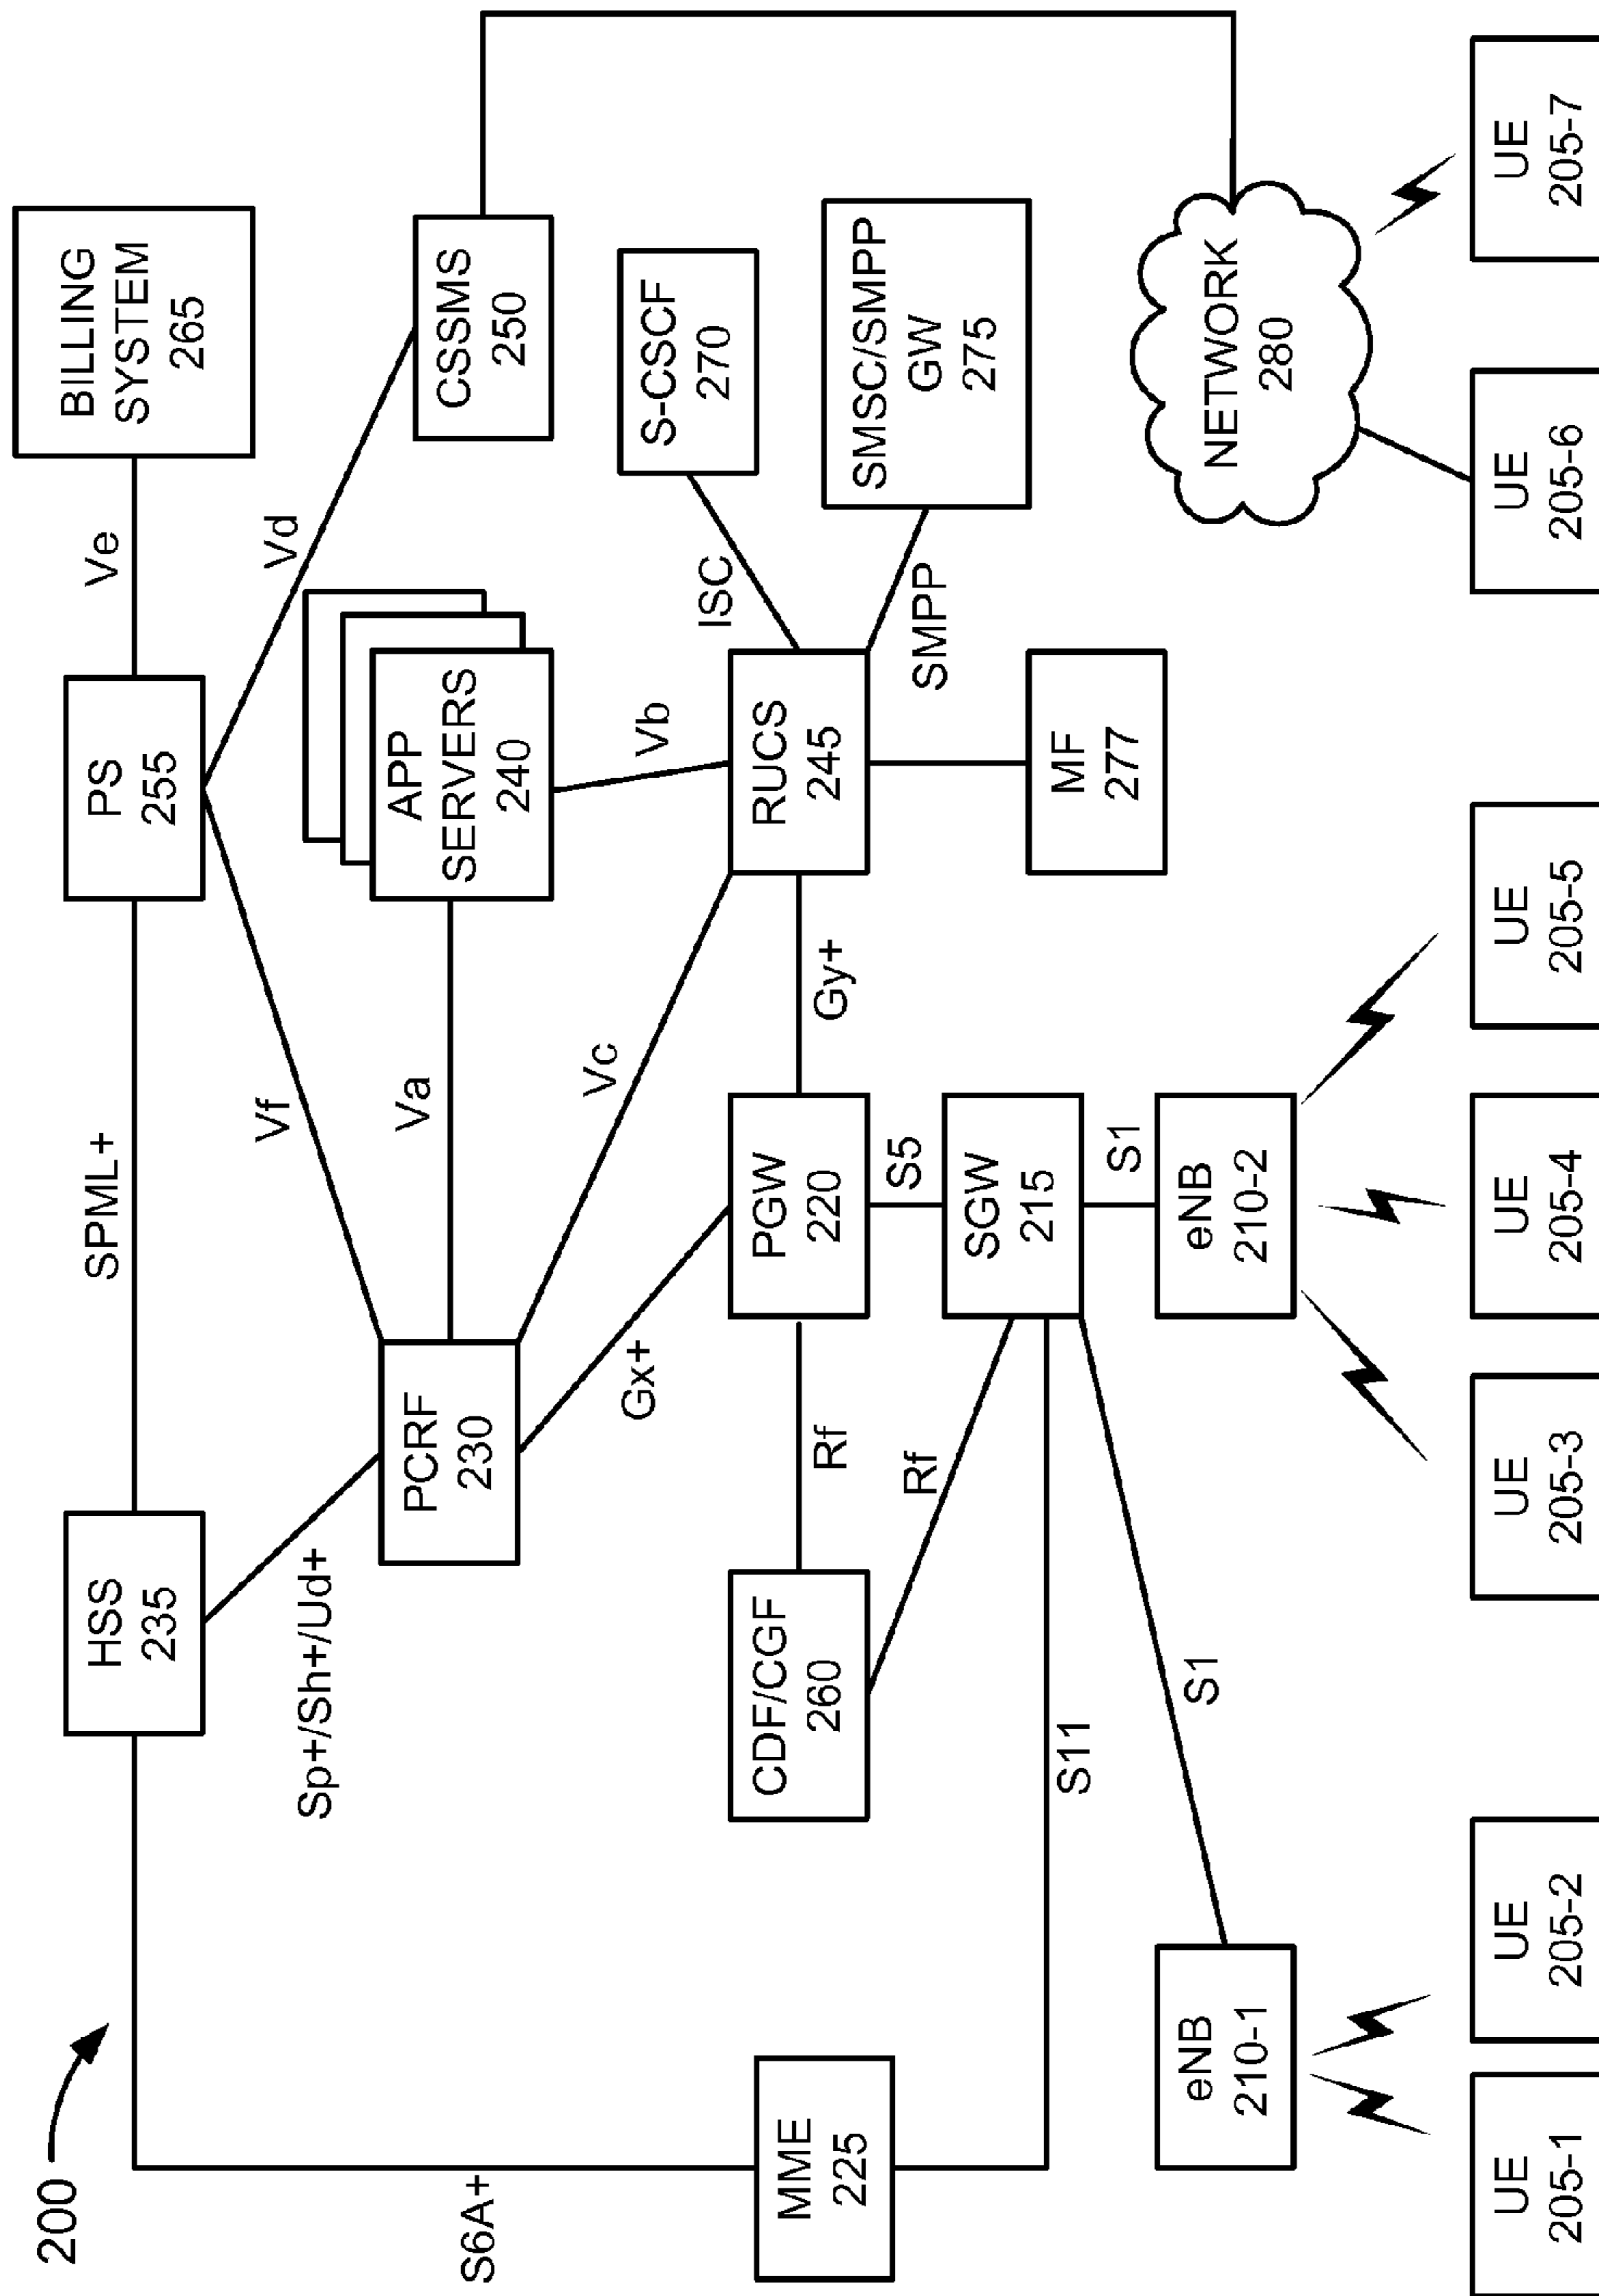 200
HSS
235
SPML+
PS
255
Ve
BILLING
SYSTEM
265
Sp+/Sh+/Ud+
Vf
Vd
S6A+
PCRF
230
Va
APP
SERVERS
240
CSSMS
250
Gx+
Vc
Vb
ISC
S-CSCF
270
MME
225
CDF/CGF
260
Rf
PGW
220
Gy+
RUCS
245
SMPP
SMSC/SMPP
GW
275
Rf
S5
S11
SGW
215
MF
277
S1
S1
eNB
210-1
eNB
210-2
NETWORK
280
UE
205-1
UE
205-2
UE
205-3
UE
205-4
UE
205-5
UE
205-6
UE
205-7